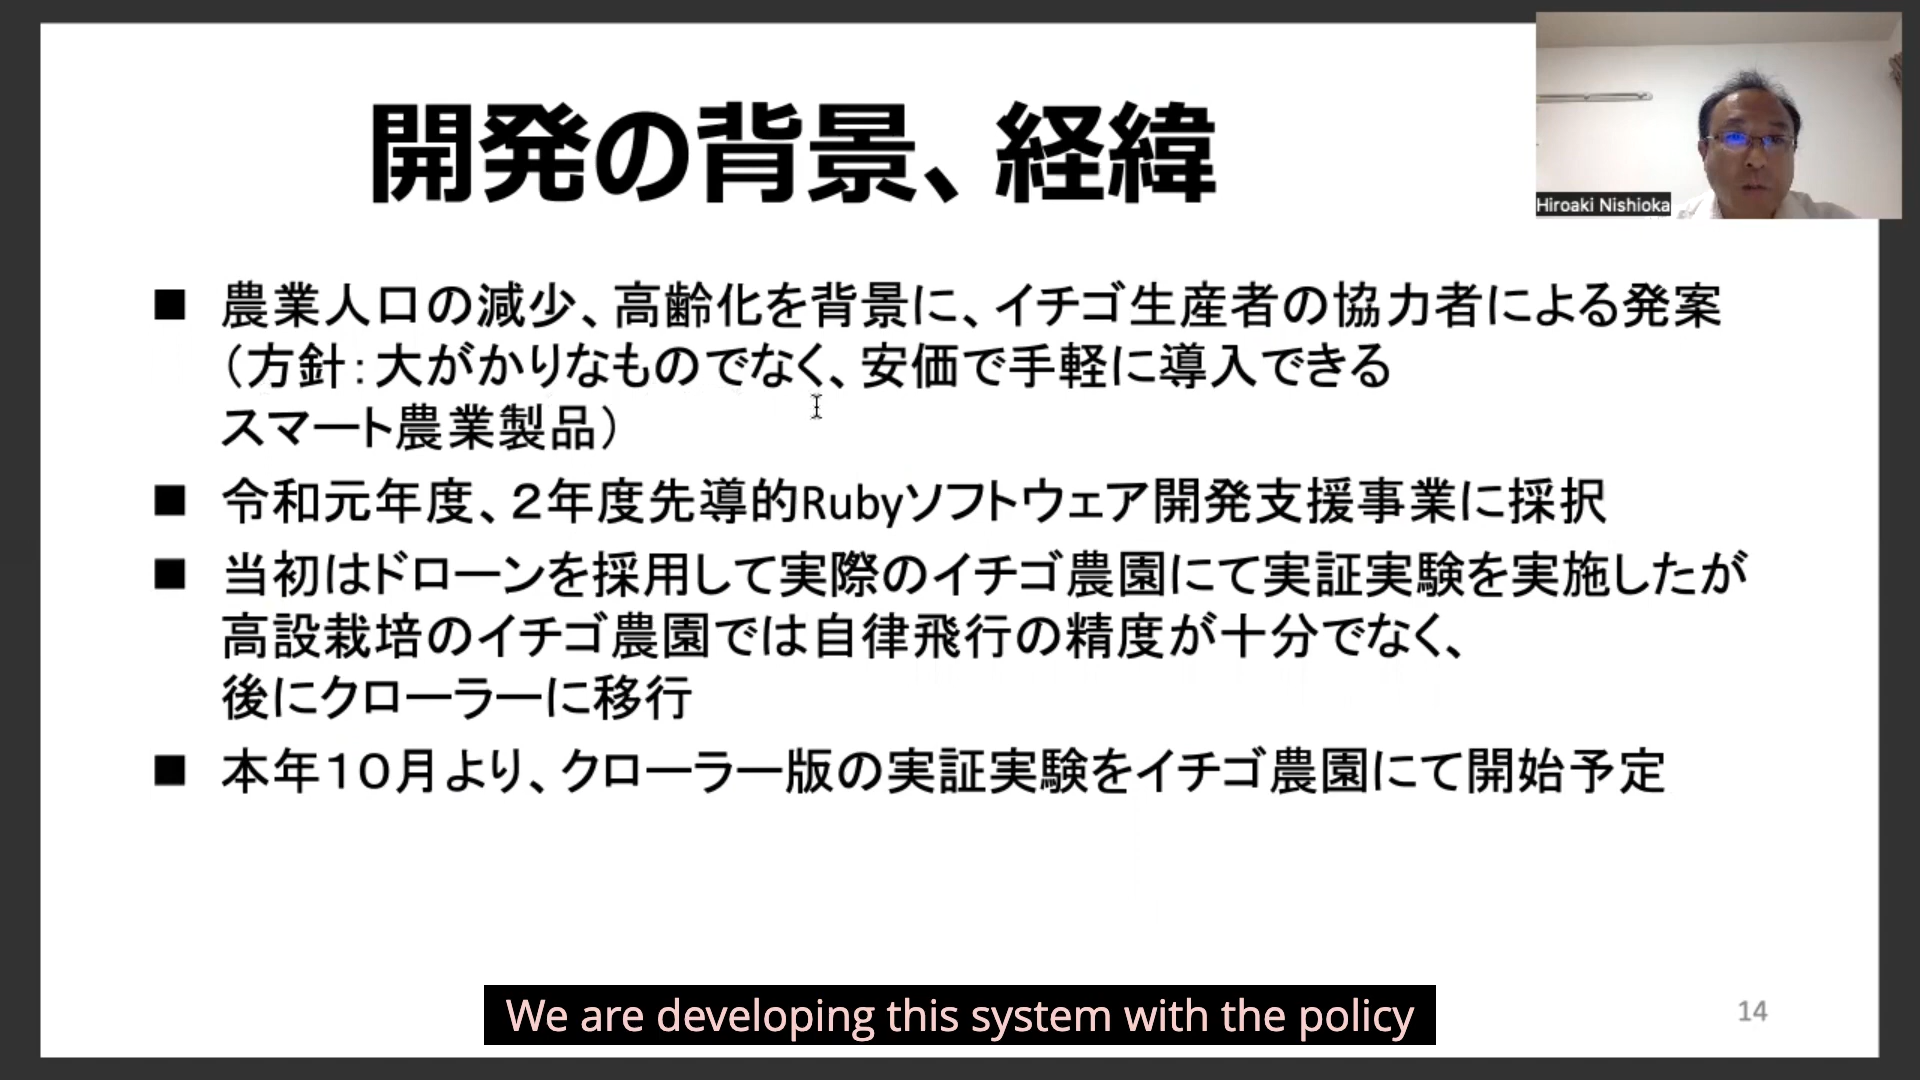 開発の背景、経緯
Hiroaki Nishioka
■ 農業人口の減少、高齢化を背景に、イチゴ生産者の協力者による発案
（方針：大がかりなものでなく、安価で手軽に導入できる
スマート農業製品）
■ 令和元年度、２年度先導的Rubyソフトウェア開発支援事業に採択
■ 当初はドローンを採用して実際のイチゴ農園にて実証実験を実施したが
高設栽培のイチゴ農園では自律飛行の精度が十分でなく、
後にクローラーに移行
■ 本年１０月より、クローラー版の実証実験をイチゴ農園にて開始予定
We are developing this system with the policy
14